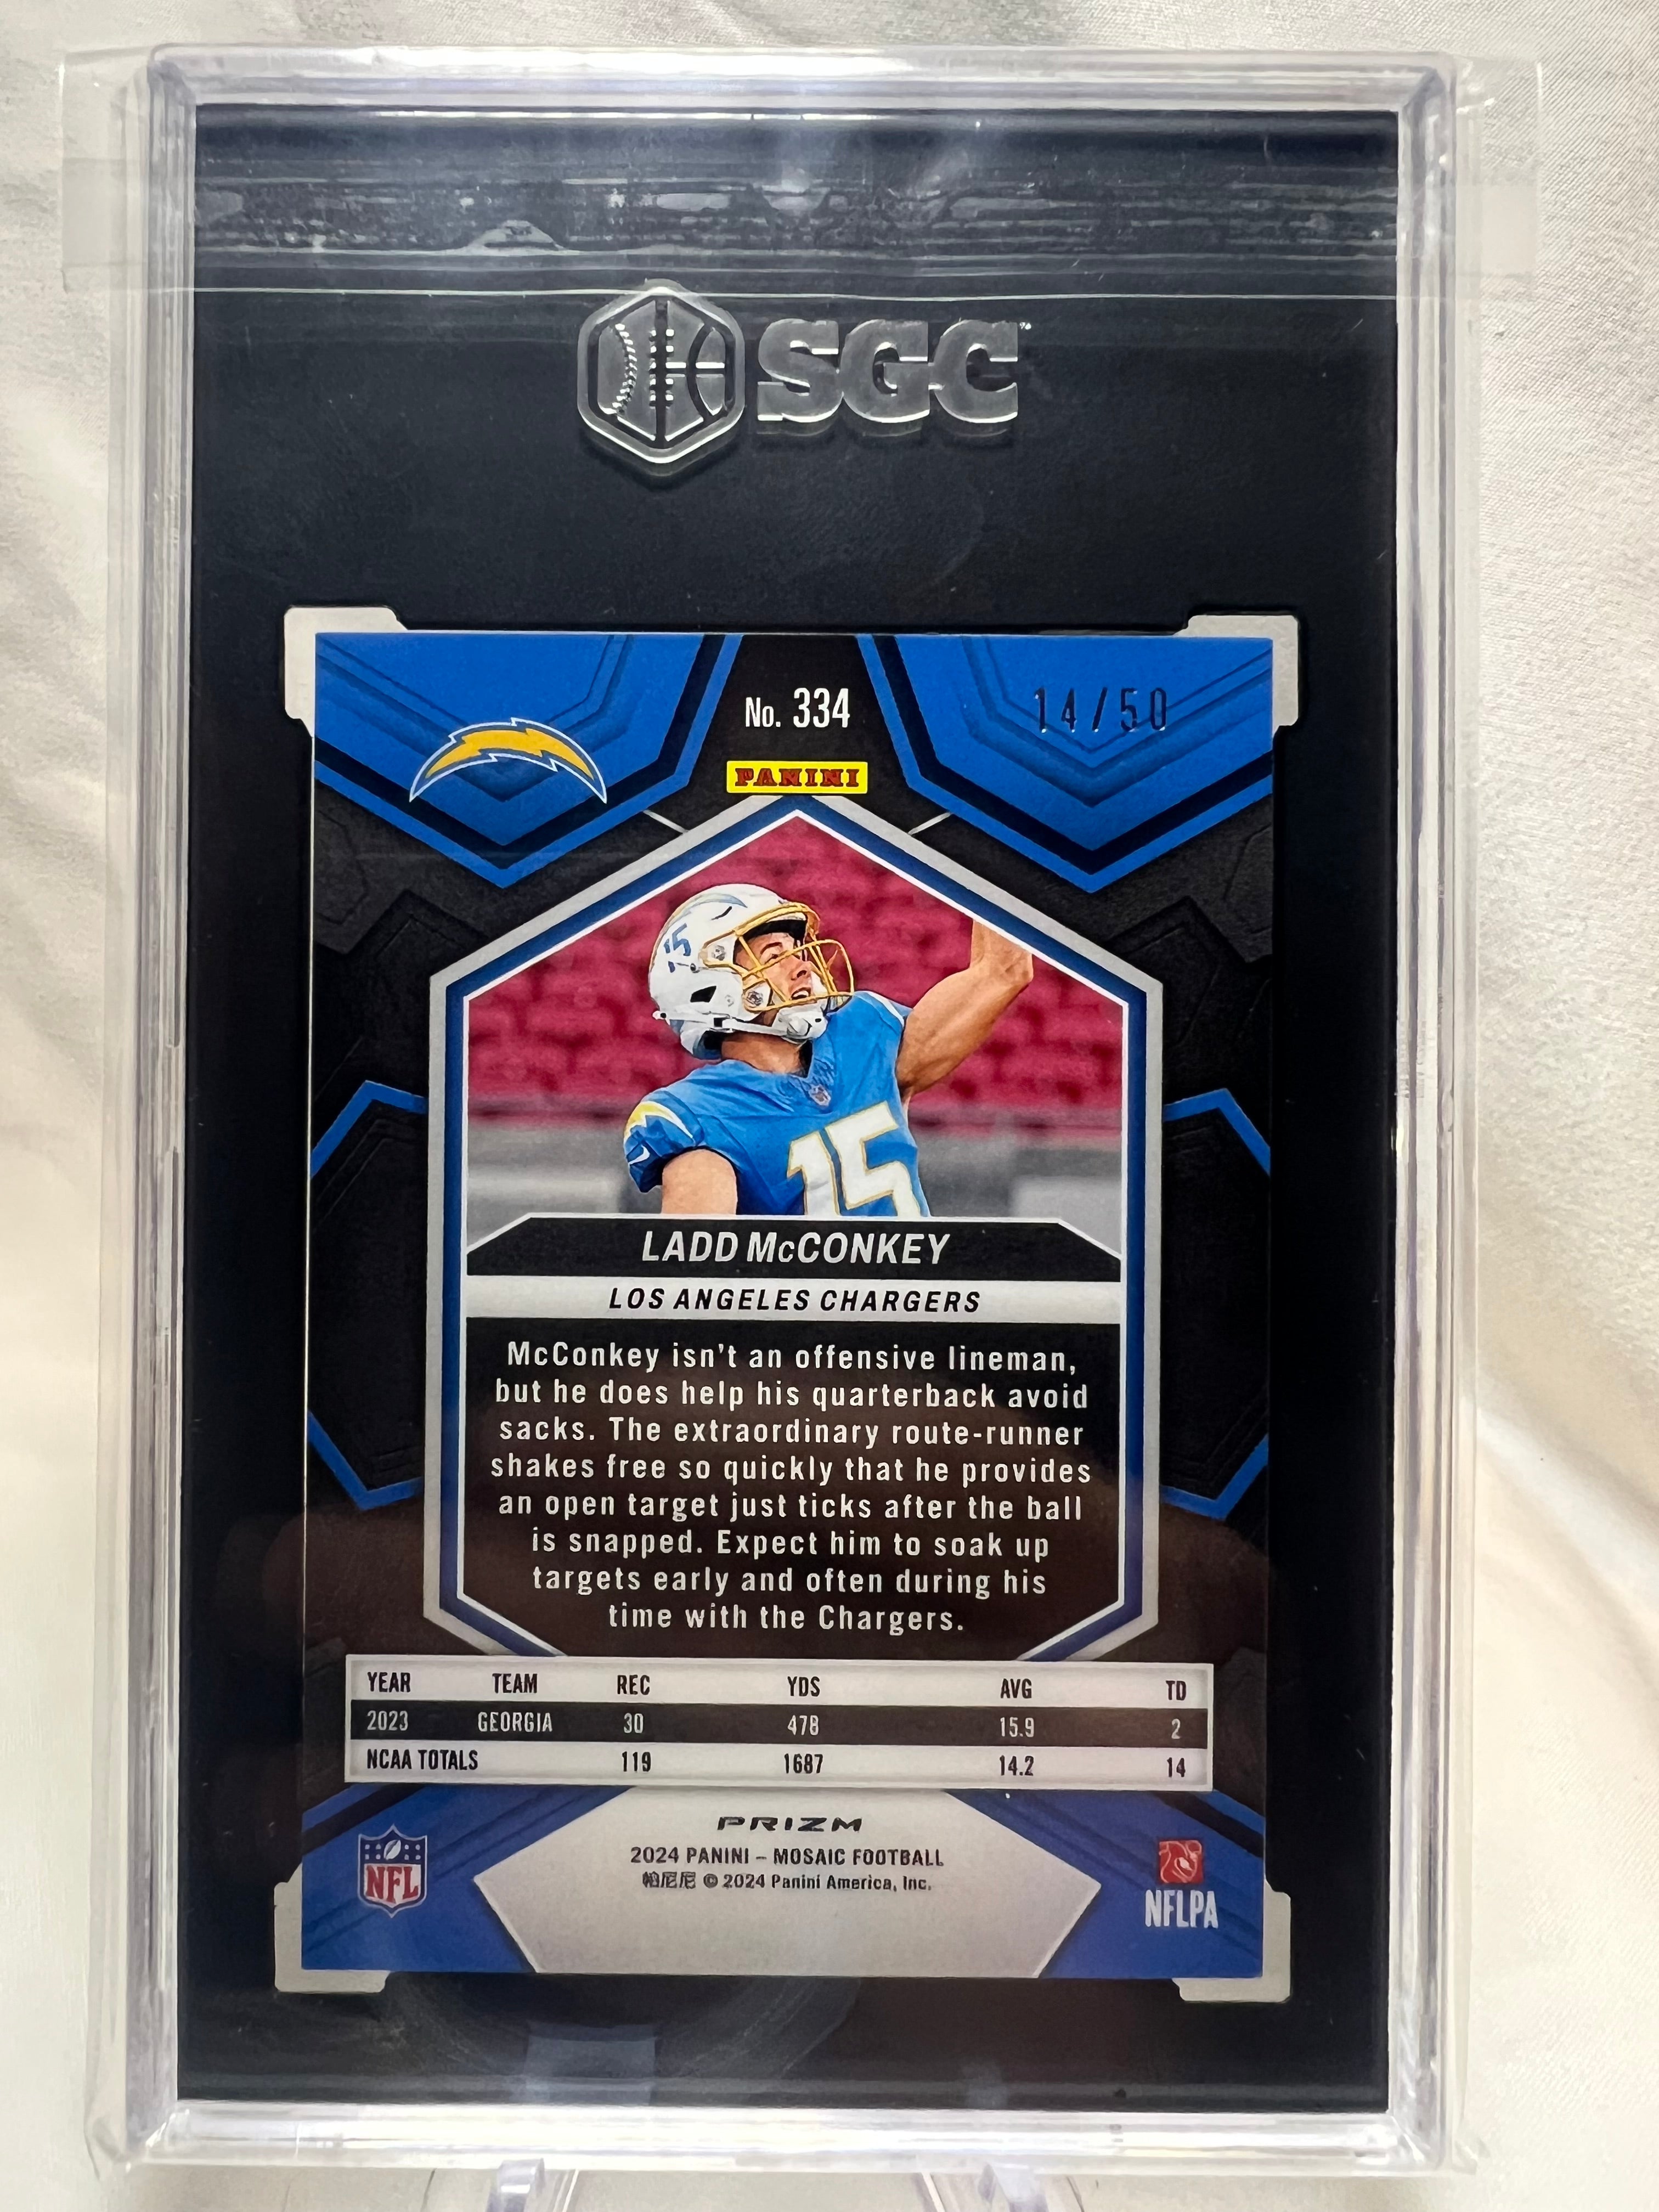 SGC
No. 334
14/50
PANINI
15
15
LADD McCONKEY
LOS ANGELES CHARGERS
McConkey isn't an offensive lineman,
but he does help his quarterback avoid
sacks. The extraordinary route-runner
shakes free so quickly that he provides
an open target just ticks after the ball
is snapped. Expect him to soak up
targets early and often during his
time with the Chargers.
YEAR TEAM REC YDS AVG TD
2023 GEORGIA 30 478 15.9 2
NCAA TOTALS 119 1687 14.2 14
PRIZM
2024 PANINI – MOSAIC FOOTBALL
帕尼尼 © 2024 Panini America, Inc.
NFL
NFLPA